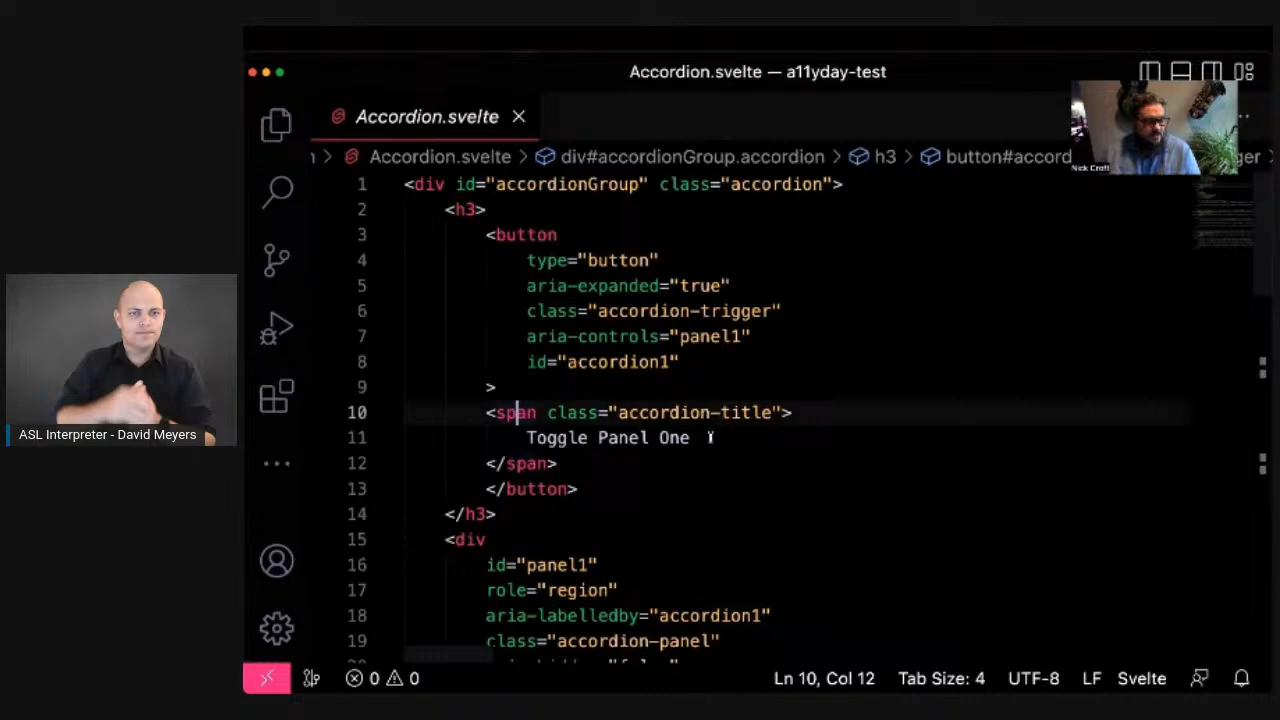 Accordion.svelte — a11yday-test
Accordion.svelte
Accordion.svelte > div#accordionGroup.accordion > h3 > button#accord
Nick Croft
1 <div id="accordionGroup" class="accordion">
2 <h3>
3 <button
4 type="button"
5 aria-expanded="true"
6 class="accordion-trigger"
7 aria-controls="panel1"
8 id="accordion1"
9 >
10 <span class="accordion-title">
11 Toggle Panel One
12 </span>
13 </button>
14 </h3>
15 <div
16 id="panel1"
17 role="region"
18 aria-labelledby="accordion1"
19 class="accordion-panel"
ASL Interpreter - David Meyers
0 0
Ln 10, Col 12 Tab Size: 4 UTF-8 LF Svelte